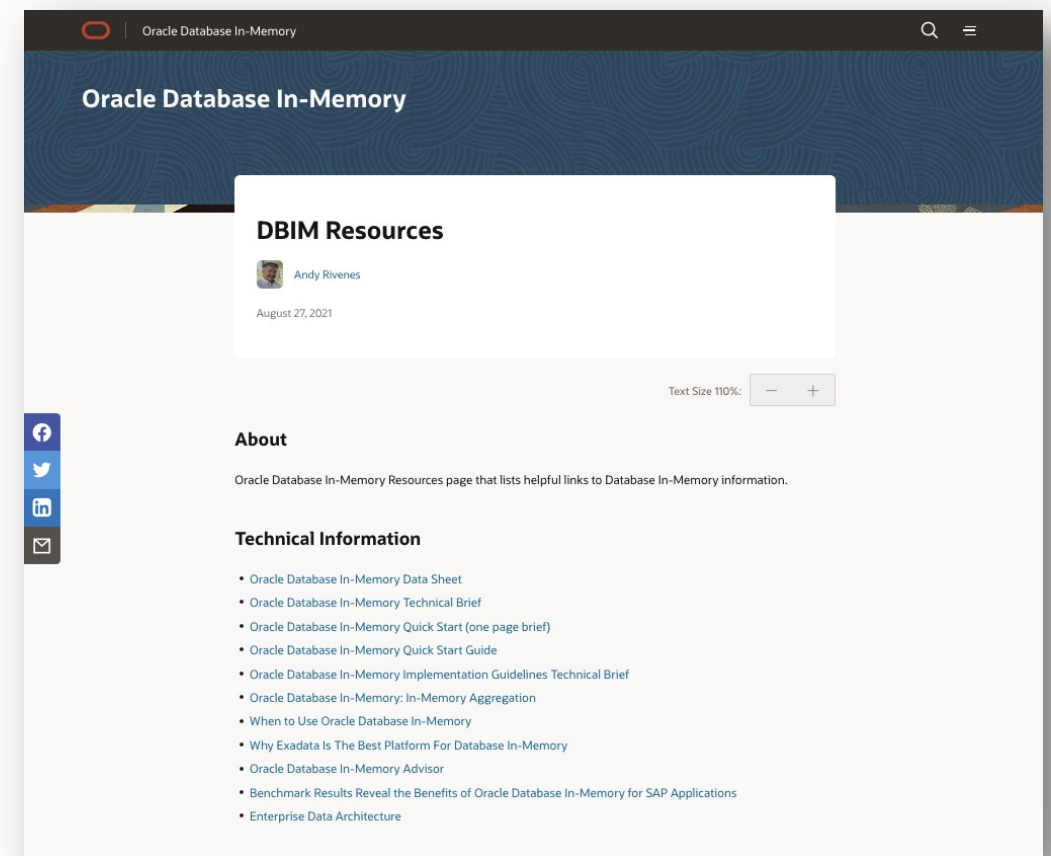 Oracle Database In-Memory
Oracle Database In-Memory
DBIM Resources
Andy Rivenes
August 27, 2021
Text Size 110%: — +
About
Oracle Database In-Memory Resources page that lists helpful links to Database In-Memory information.
Technical Information
• Oracle Database In-Memory Data Sheet
• Oracle Database In-Memory Technical Brief
• Oracle Database In-Memory Quick Start (one page brief)
• Oracle Database In-Memory Quick Start Guide
• Oracle Database In-Memory Implementation Guidelines Technical Brief
• Oracle Database In-Memory: In-Memory Aggregation
• When to Use Oracle Database In-Memory
• Why Exadata Is The Best Platform For Database In-Memory
• Oracle Database In-Memory Advisor
• Benchmark Results Reveal the Benefits of Oracle Database In-Memory for SAP Applications
• Enterprise Data Architecture